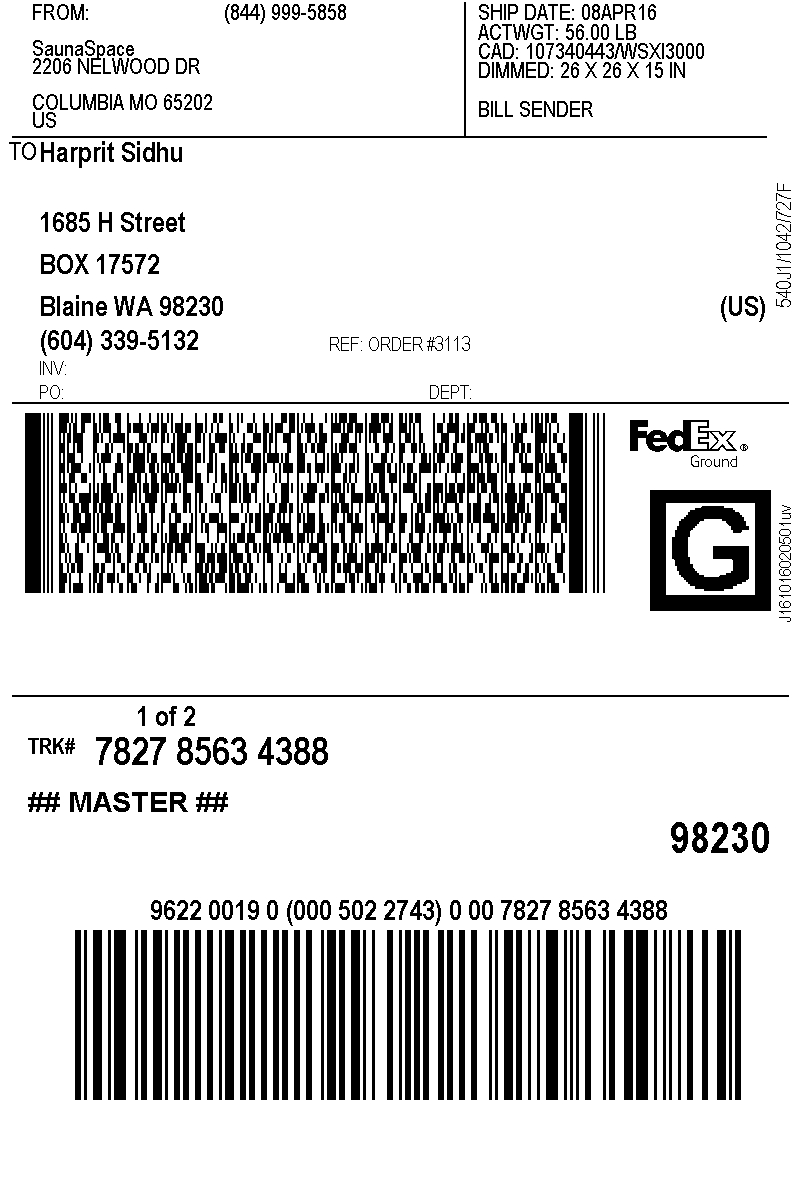 FROM: (844) 999-5858
SaunaSpace
2206 NELWOOD DR
COLUMBIA MO 65202
US
SHIP DATE: 08APR16
ACTWGT: 56.00 LB
CAD: 107340443/WSXI3000
DIMMED: 26 X 26 X 15 IN
BILL SENDER
TO Harprit Sidhu
1685 H Street
BOX 17572
Blaine WA 98230 (US)
(604) 339-5132 REF: ORDER #3113
INV:
PO: DEPT:
540J1/1042/727F
FedEx®
Ground
G
J161016020501uv
1 of 2
TRK# 7827 8563 4388
## MASTER ##
98230
9622 0019 0 (000 502 2743) 0 00 7827 8563 4388